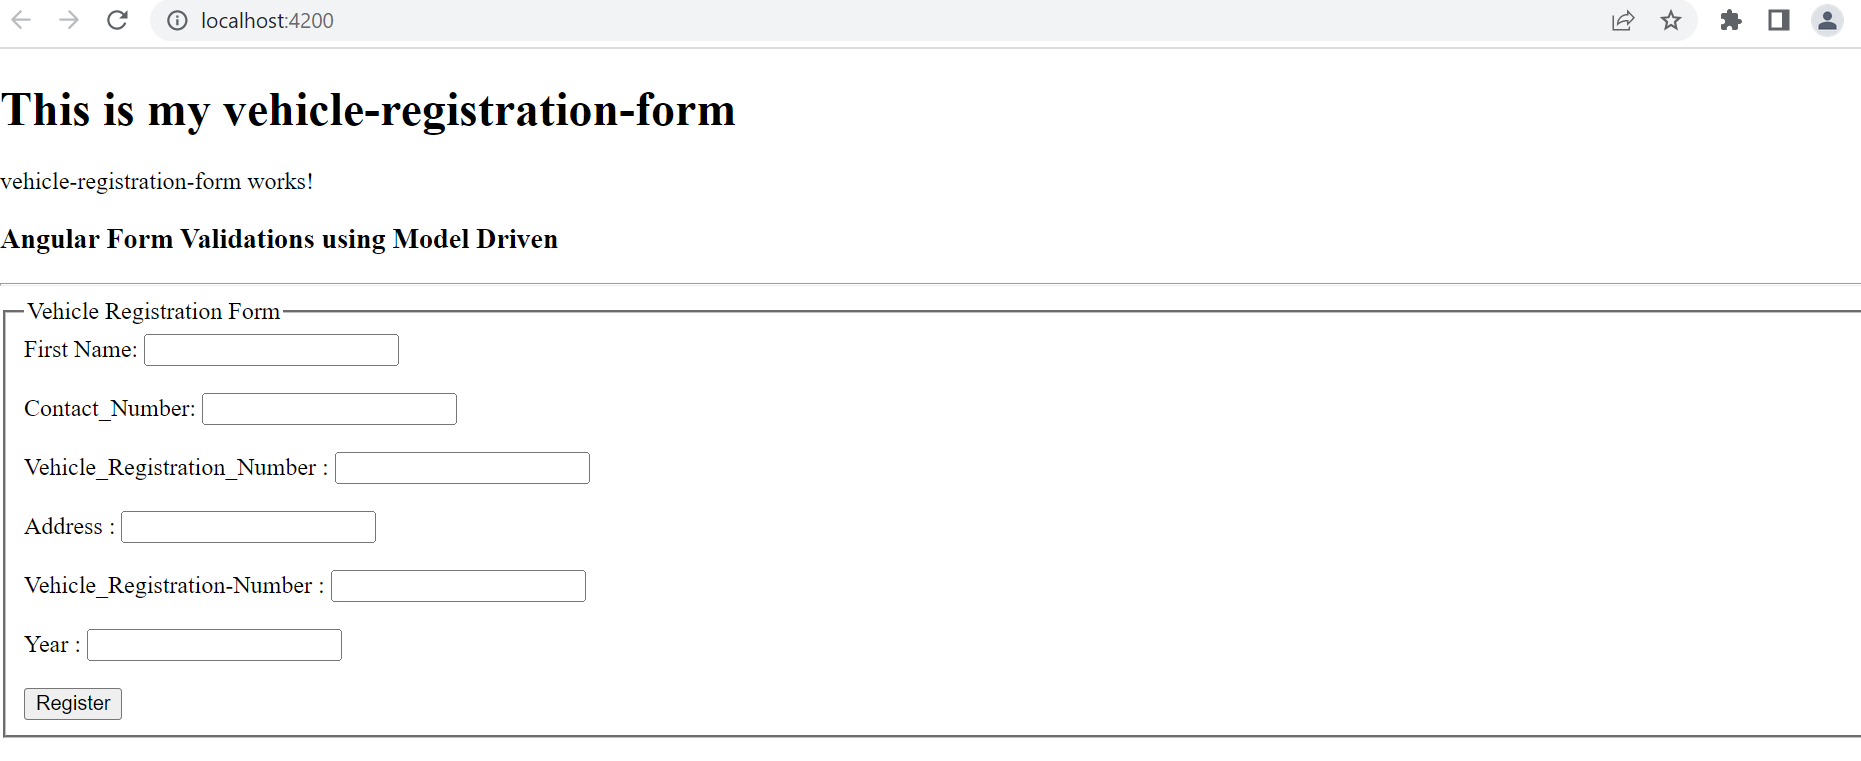 localhost:4200
This is my vehicle-registration-form
vehicle-registration-form works!
Angular Form Validations using Model Driven
Vehicle Registration Form
First Name:
Contact_Number:
Vehicle_Registration_Number :
Address :
Vehicle_Registration-Number :
Year :
Register